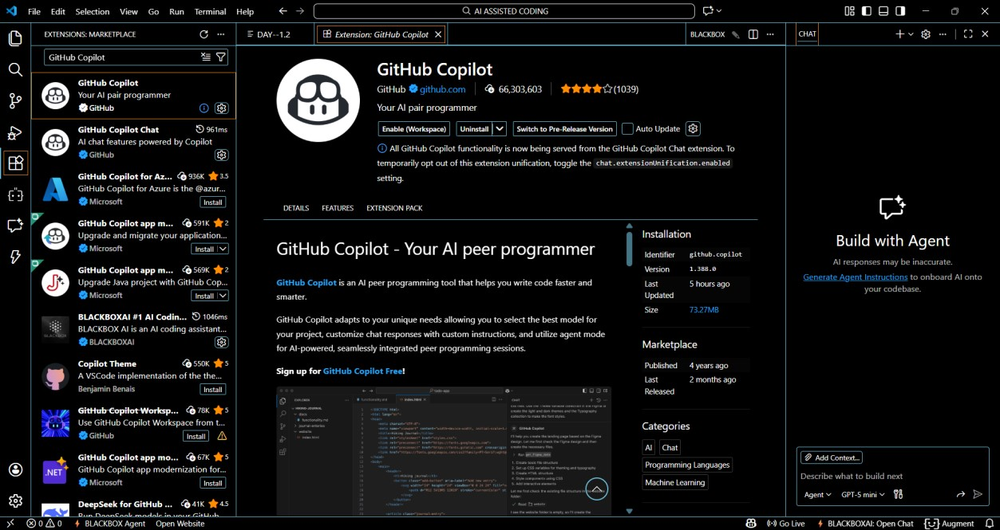 File Edit Selection View Go Run Terminal Help
AI ASSISTED CODING
EXTENSIONS: MARKETPLACE
GitHub Copilot
GitHub Copilot
Your AI pair programmer
GitHub
GitHub Copilot Chat 961ms
AI chat features powered by Copilot
GitHub
GitHub Copilot for Az... 936K 3.5
GitHub Copilot for Azure is the @azur...
Microsoft Install
GitHub Copilot app m... 591K 2
Upgrade and migrate your application...
Microsoft Install
GitHub Copilot app m... 569K 2
Upgrade Java project with GitHub Cop...
Microsoft Install
BLACKBOXAI #1 AI Codin... 1046ms
BLACKBOX AI is an AI coding assistant...
BLACKBOXAI
Copilot Theme 550K 5
A VSCode implementation of the the...
Benjamin Benais Install
GitHub Copilot Worksp... 78K 5
Use GitHub Copilot Workspace from t...
GitHub Install
GitHub Copilot app mo... 67K 5
GitHub Copilot app modernization for...
Microsoft Install
.NET
DeepSeek for GitHub ... 41K 4.5
Run DeepSeek models in your GitHub
DAY--1.2
Extension: GitHub Copilot
BLACKBOX
GitHub Copilot
GitHub github.com 66,303,603 (1039)
Your AI pair programmer
Enable (Workspace) Uninstall Switch to Pre-Release Version Auto Update
All GitHub Copilot functionality is now being served from the GitHub Copilot Chat extension. To
temporarily opt out of this extension unification, toggle the chat.extensionUnification.enabled
setting.
DETAILS FEATURES EXTENSION PACK
GitHub Copilot - Your AI peer programmer
GitHub Copilot is an AI peer programming tool that helps you write code faster and
smarter.
GitHub Copilot adapts to your unique needs allowing you to select the best model for
your project, customize chat responses with custom instructions, and utilize agent mode
for AI-powered, seamlessly integrated peer programming sessions.
Sign up for GitHub Copilot Free!
Installation
Identifier github.copilot
Version 1.388.0
Last 5 hours ago
Updated
Size 73.27MB
Marketplace
Published 4 years ago
Last 2 months ago
Released
Categories
AI Chat
Programming Languages
Machine Learning
CHAT
Build with Agent
AI responses may be inaccurate.
Generate Agent Instructions to onboard AI onto
your codebase.
Add Context...
Describe what to build next
Agent GPT-5 mini
0 0 BLACKBOX Agent Open Website
Go Live BLACKBOXAI: Open Chat Augment